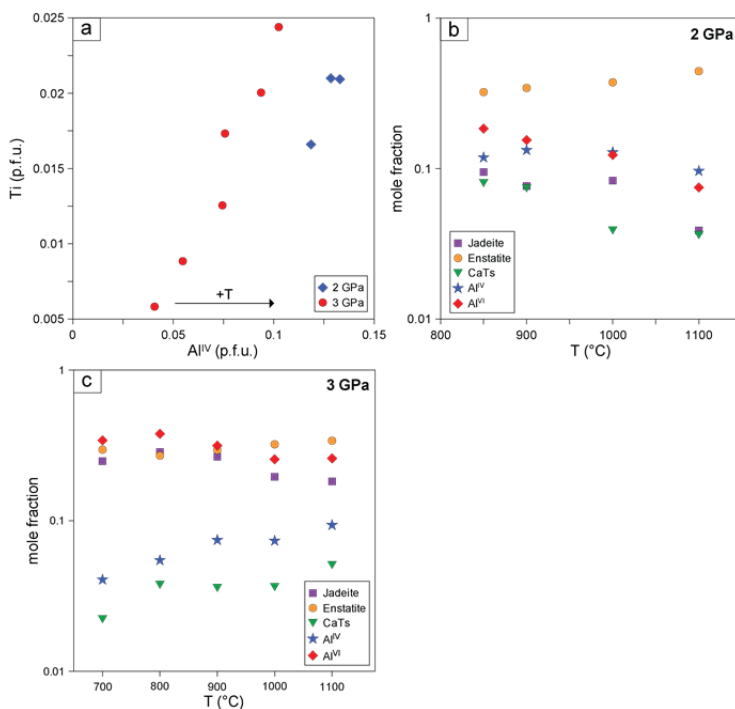 a
0.025
0.02
0.015
0.01
0.005
Ti (p.f.u.)
+T
2 GPa
3 GPa
0 0.05 0.1 0.15
Al^IV (p.f.u.)
b
2 GPa
1
0.1
0.01
mole fraction
Jadeite
Enstatite
CaTs
Al^IV
Al^VI
800 900 1000 1100
T (°C)
c
3 GPa
1
0.1
0.01
mole fraction
Jadeite
Enstatite
CaTs
Al^IV
Al^VI
700 800 900 1000 1100
T (°C)